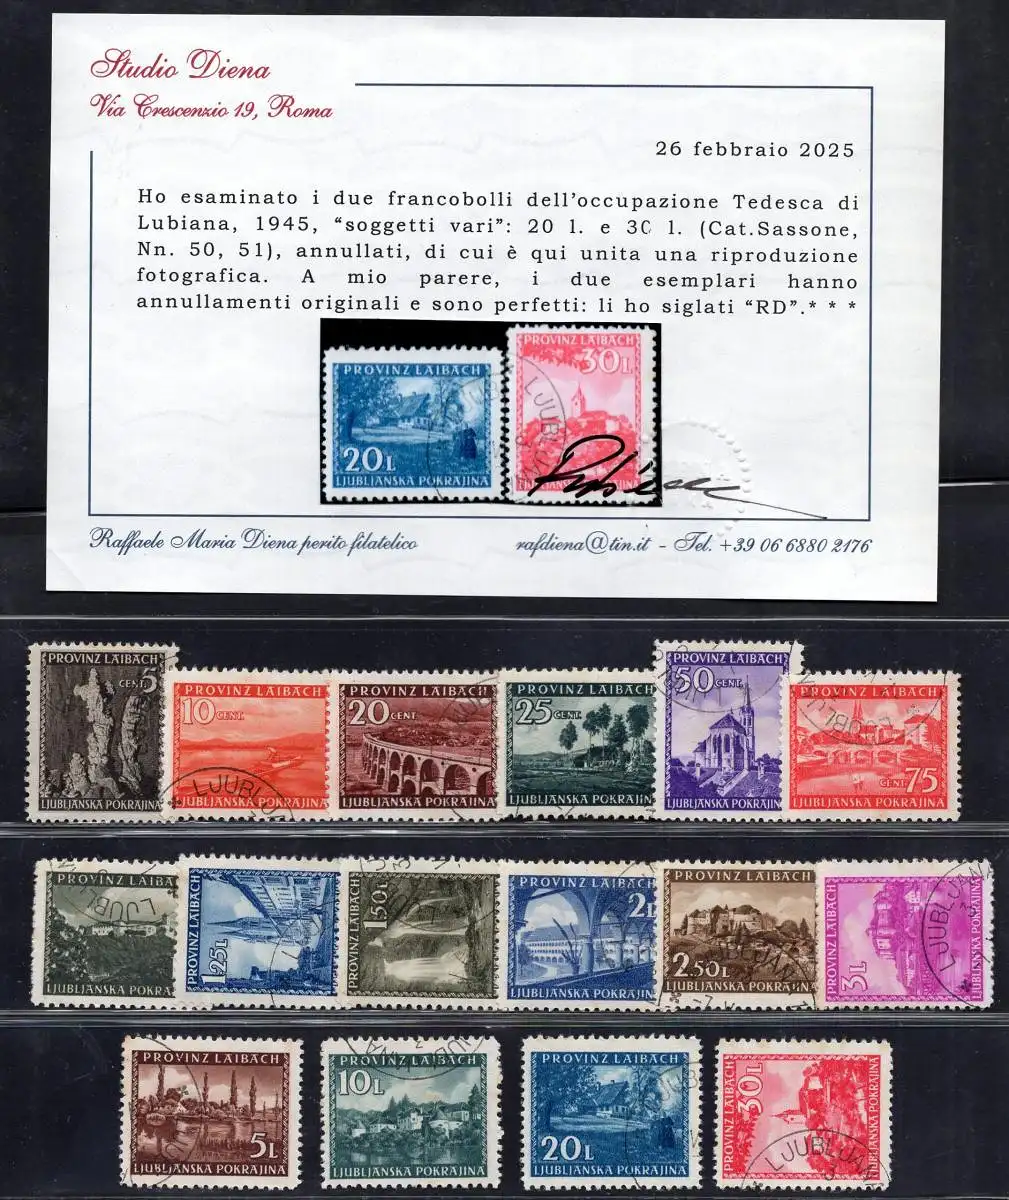 Studio Diena
Via Crescenzio 19, Roma
26 febbraio 2025
Ho esaminato i due francobolli dell'occupazione Tedesca di
Lubiana, 1945, "soggetti vari": 20 l. e 30 l. (Cat.Sassone,
Nn. 50, 51), annullati, di cui è qui unita una riproduzione
fotografica. A mio parere, i due esemplari hanno
annullamenti originali e sono perfetti: li ho siglati "RD".* * *
PROVINZ LAIBACH
20L
LJUBLJANSKA POKRAJINA
PROVINZ LAIBACH
30L
LJUBL
Raffaele Maria Diena perito filatelico
rafdiena@tin.it - Tel. +39 06 6880 2176
PROVINZ LAIBACH
5 CENT.
LJUBLJANSKA POKRAJINA
PROVINZ LAIBACH
10 CENT.
LJUBLJANSKA POKRAJINA
LJUBLJANA
PROVINZ LAIBACH
20 CENT.
LJUBLJANSKA POKRAJINA
PROVINZ LAIBACH
25 CENT.
LJUBLJANSKA POKRAJINA
PROVINZ LAIBACH
50 CENT.
LJUBLJANSKA POKRAJINA
PROVINZ LAIBACH
CENT. 75
LJUBLJANSKA POKRAJINA
PROVINZ LAIBA
LJUBLJANSKA POKRAJINA
PROVINZ LAIBACH
1.25L
LJUBLJANSKA POKRAJINA
PROVINZ LAIBACH
1.50L
LJUBLJANSKA POKRAJINA
PROVINZ LAIBACH
2L
LJUBLJANSKA POKRAJINA
PROVINZ LAIBACH
2.50L
LJUBLJANSKA POKRAJINA
LJUBLJANA
PROVINZ LAIBACH
3L
LJUBLJANSKA POKRAJINA
LJUBLJANA
PROVINZ LAIBACH
5L
LJUBLJANSKA POKRAJINA
PROVINZ LAIBACH
10L
LJUBLJANSKA POKRAJINA
PROVINZ LAIBACH
20L
LJUBLJANSKA POKRAJINA
PROVINZ LAIBACH
30L
LJUBLJANSKA POKRAJINA
LJUBLJANA